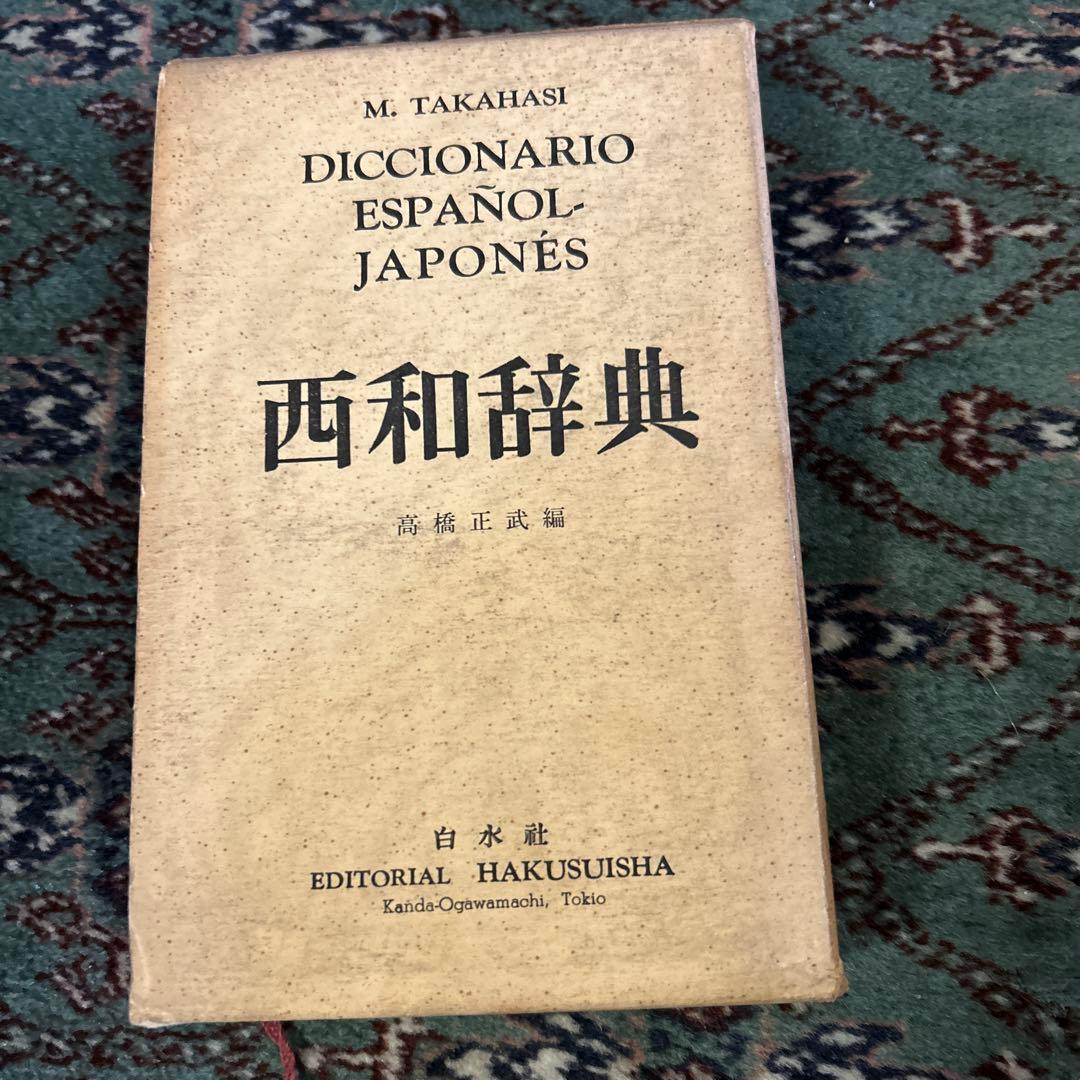 M. TAKAHASI
DICCIONARIO
ESPAÑOL-
JAPONÉS
西和辞典
高橋正武編
白水社
EDITORIAL HAKUSUISHA
Kanda-Ogawamachi, Tokio